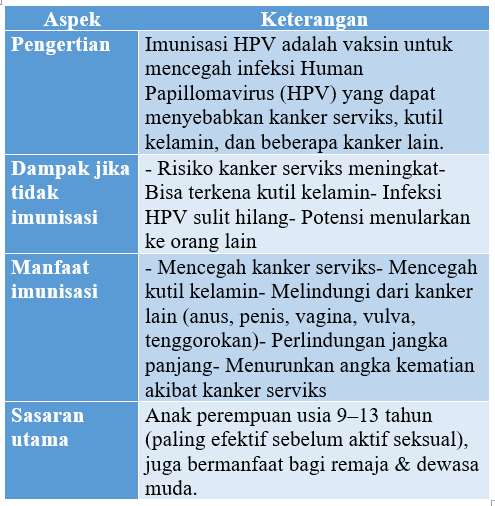 Aspek Keterangan
Pengertian Imunisasi HPV adalah vaksin untuk
mencegah infeksi Human
Papillomavirus (HPV) yang dapat
menyebabkan kanker serviks, kutil
kelamin, dan beberapa kanker lain.
Dampak jika - Risiko kanker serviks meningkat-
tidak Bisa terkena kutil kelamin- Infeksi
imunisasi HPV sulit hilang- Potensi menularkan
ke orang lain
Manfaat - Mencegah kanker serviks- Mencegah
imunisasi kutil kelamin- Melindungi dari kanker
lain (anus, penis, vagina, vulva,
tenggorokan)- Perlindungan jangka
panjang- Menurunkan angka kematian
akibat kanker serviks
Sasaran Anak perempuan usia 9–13 tahun
utama (paling efektif sebelum aktif seksual),
juga bermanfaat bagi remaja & dewasa
muda.